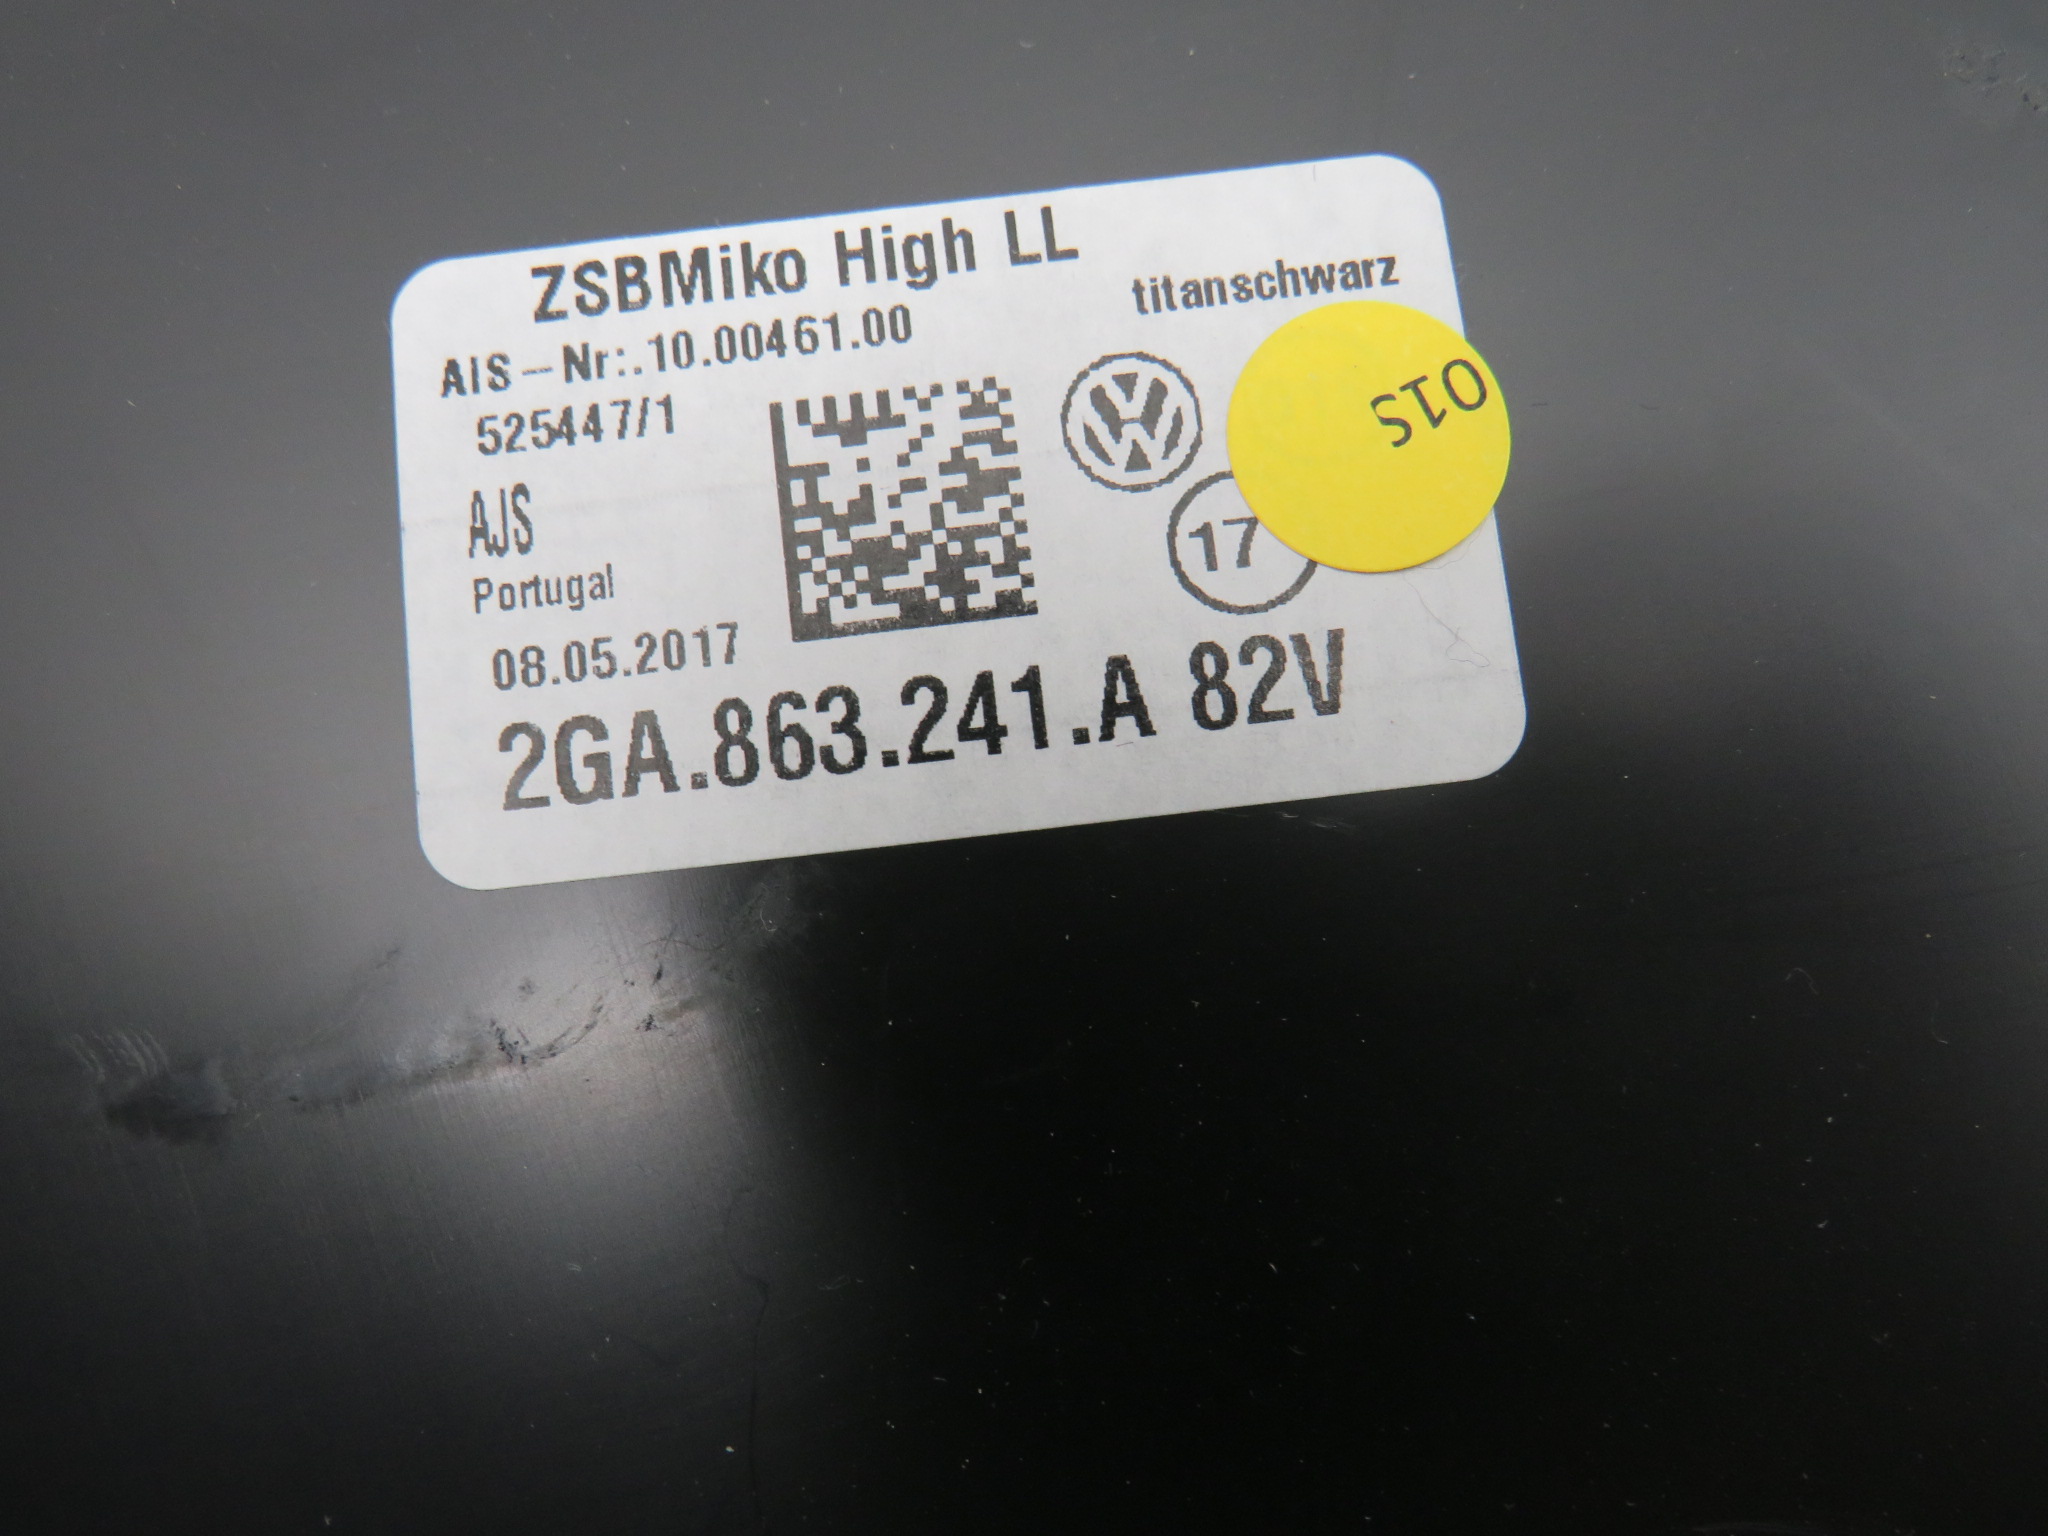 ZSBMiko High LL
titanschwarz
AIS-Nr:.10.00461.00
525447/1
015
AJS
17
Portugal
08.05.2017
2GA.863.241.A 82V